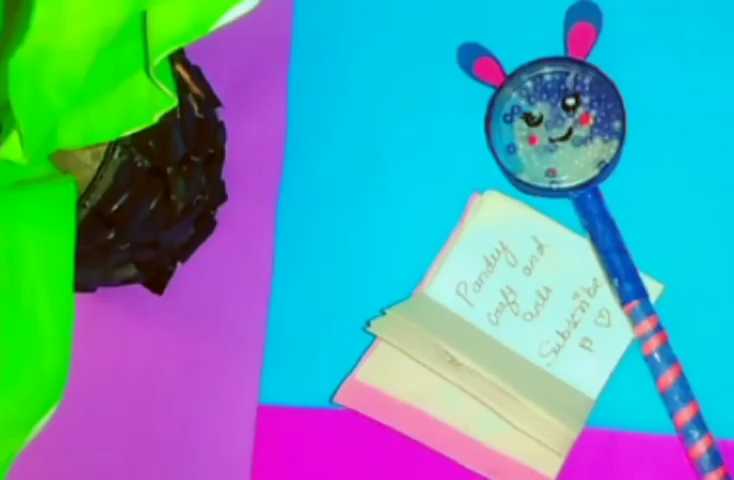 Pandey
craft and
arts
Subscribe
P ♡